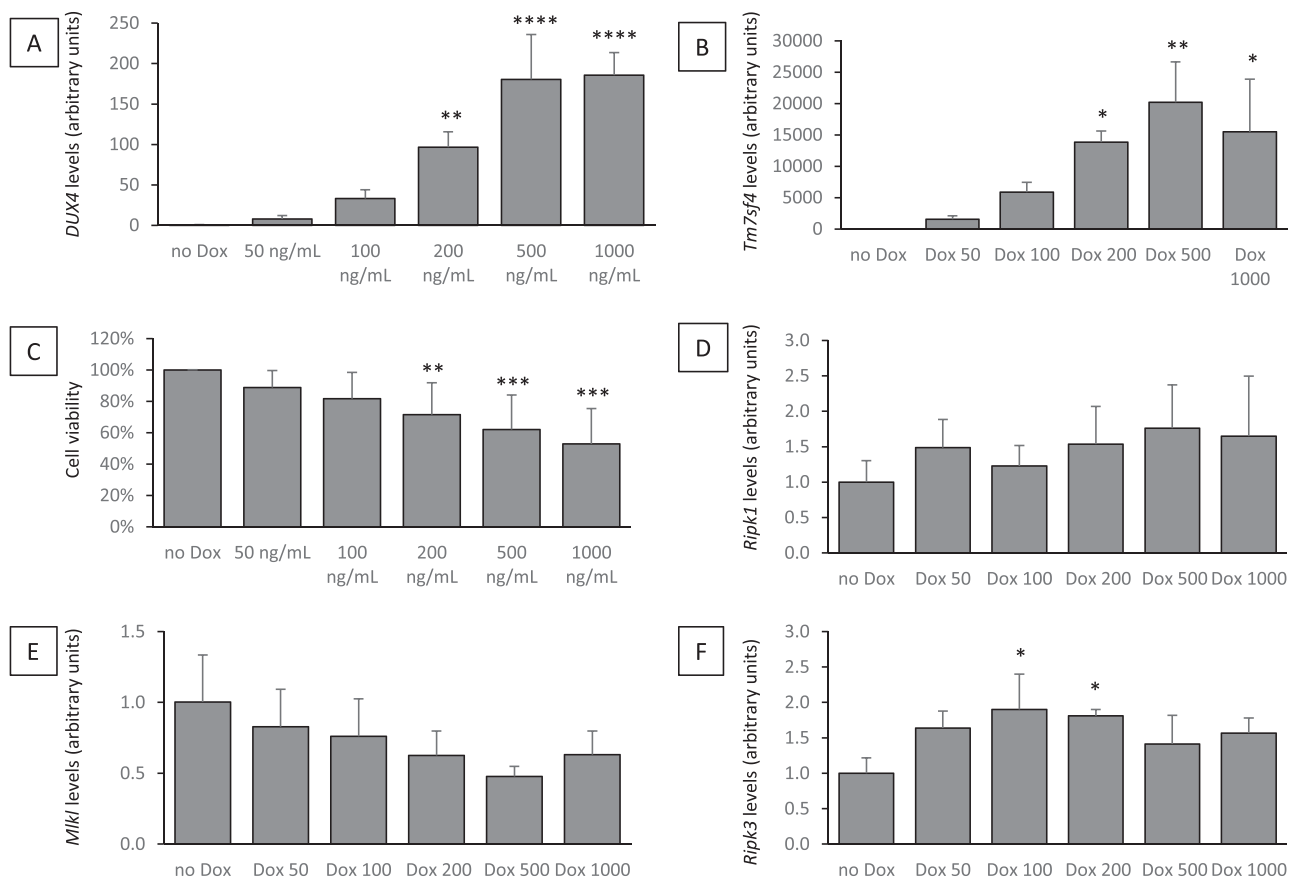 A
DUX4 levels (arbitrary units)
250
200
150
100
50
0
**
****
****
no Dox 50 ng/mL 100 200 500 1000
ng/mL ng/mL ng/mL ng/mL
B
Tm7sf4 levels (arbitrary units)
30000
25000
20000
15000
10000
5000
0
*
**
*
no Dox Dox 50 Dox 100 Dox 200 Dox 500 Dox
1000
C
Cell viability
120%
100%
80%
60%
40%
20%
0%
**
***
***
no Dox 50 ng/mL 100 200 500 1000
ng/mL ng/mL ng/mL ng/mL
D
Ripk1 levels (arbitrary units)
3.0
2.5
2.0
1.5
1.0
0.5
0.0
no Dox Dox 50 Dox 100 Dox 200 Dox 500 Dox 1000
E
Mlkl levels (arbitrary units)
1.5
1.0
0.5
0.0
no Dox Dox 50 Dox 100 Dox 200 Dox 500 Dox 1000
F
Ripk3 levels (arbitrary units)
3.0
2.5
2.0
1.5
1.0
0.5
0.0
*
*
no Dox Dox 50 Dox 100 Dox 200 Dox 500 Dox 1000